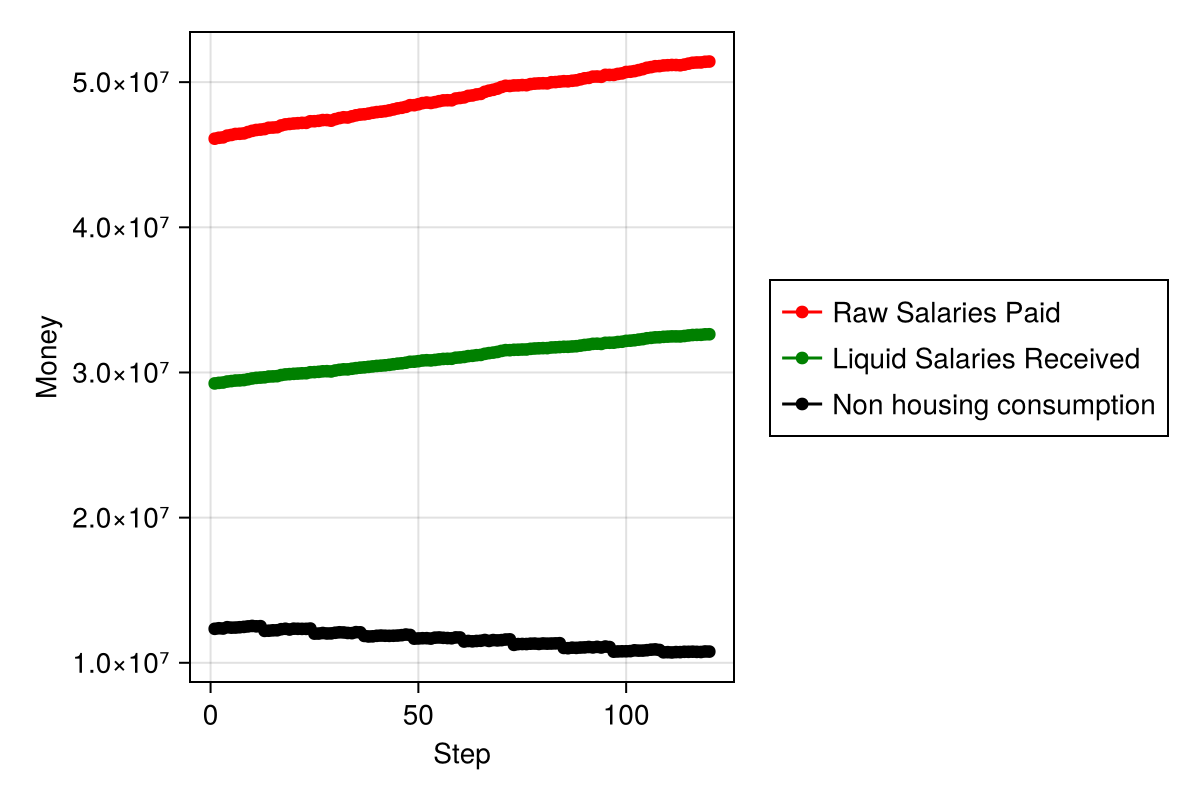 5.0×10⁷
4.0×10⁷
3.0×10⁷
2.0×10⁷
1.0×10⁷
Money
0 50 100
Step
Raw Salaries Paid
Liquid Salaries Received
Non housing consumption